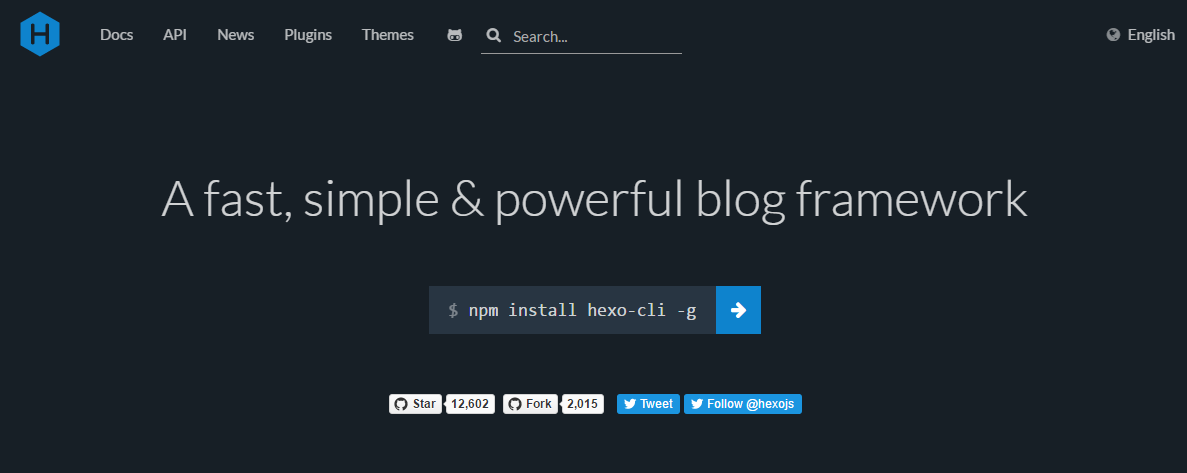 H Docs API News Plugins Themes Search... English
A fast, simple & powerful blog framework
$ npm install hexo-cli -g
Star 12,602 Fork 2,015 Tweet Follow @hexojs